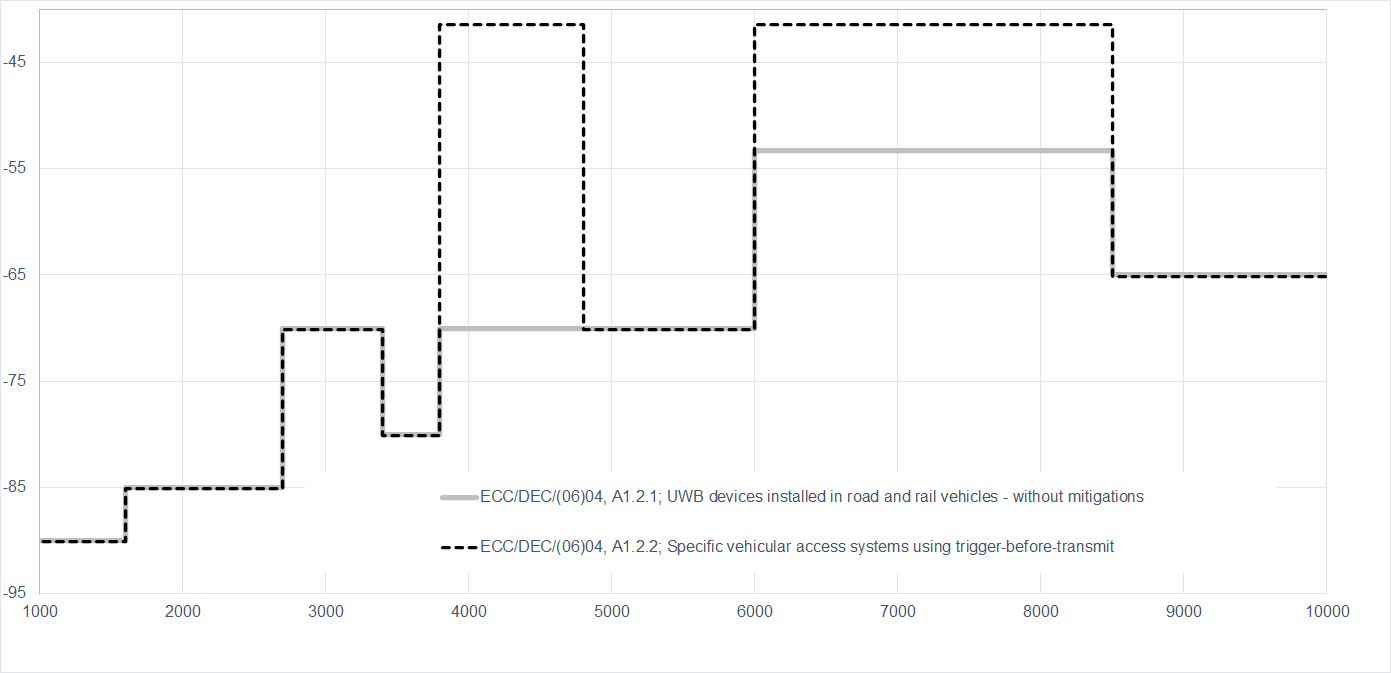 -45
-55
-65
-75
-85
-95
ECC/DEC/(06)04, A1.2.1; UWB devices installed in road and rail vehicles - without mitigations
ECC/DEC/(06)04, A1.2.2; Specific vehicular access systems using trigger-before-transmit
1000 2000 3000 4000 5000 6000 7000 8000 9000 10000